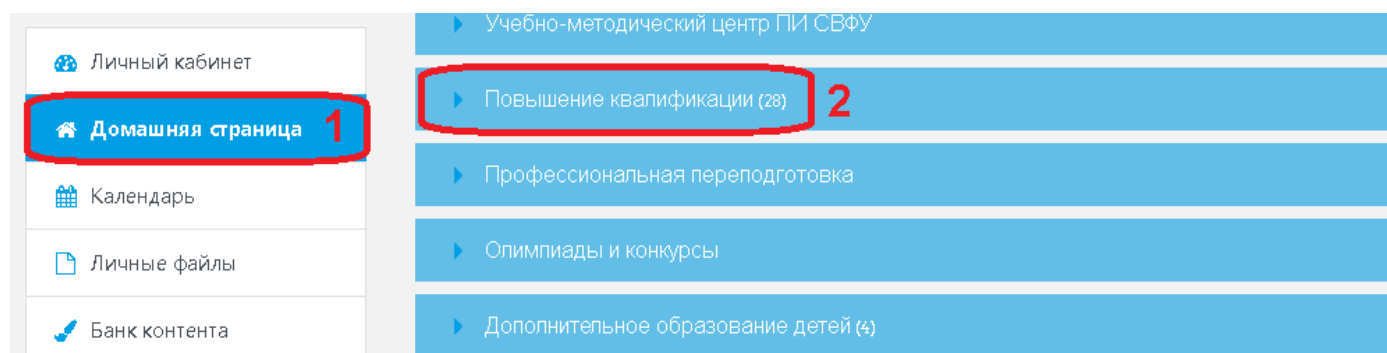 Личный кабинет
Домашняя страница 1
Календарь
Личные файлы
Банк контента
Учебно-методический центр ПИ СВФУ
Повышение квалификации (28) 2
Профессиональная переподготовка
Олимпиады и конкурсы
Дополнительное образование детей (4)